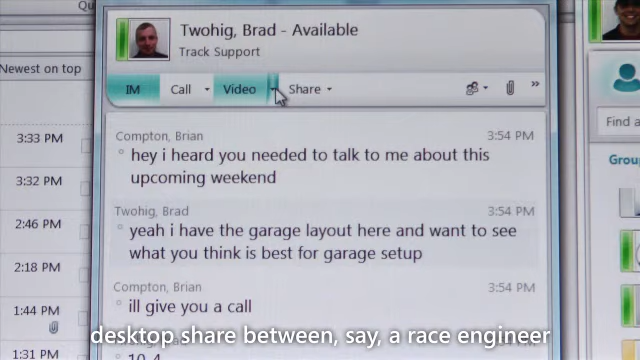 Qu
Twohig, Brad - Available
Track Support
Newest on top
IM Call Video Share
Find a
3:33 PM
Compton, Brian 3:54 PM
hey i heard you needed to talk to me about this
upcoming weekend
Group
3:32 PM
2:46 PM
Twohig, Brad 3:54 PM
yeah i have the garage layout here and want to see
what you think is best for garage setup
2:18 PM
Compton, Brian 3:54 PM
ill give you a call
1:44 PM
desktop share between, say, a race engineer
1:31 PM
10-4